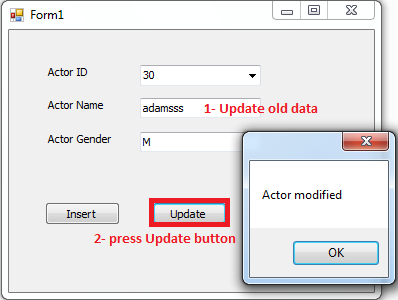 Form1
Actor ID 30
Actor Name adamsss 1- Update old data
Actor Gender M
Actor modified
Insert Update
2- press Update button
OK